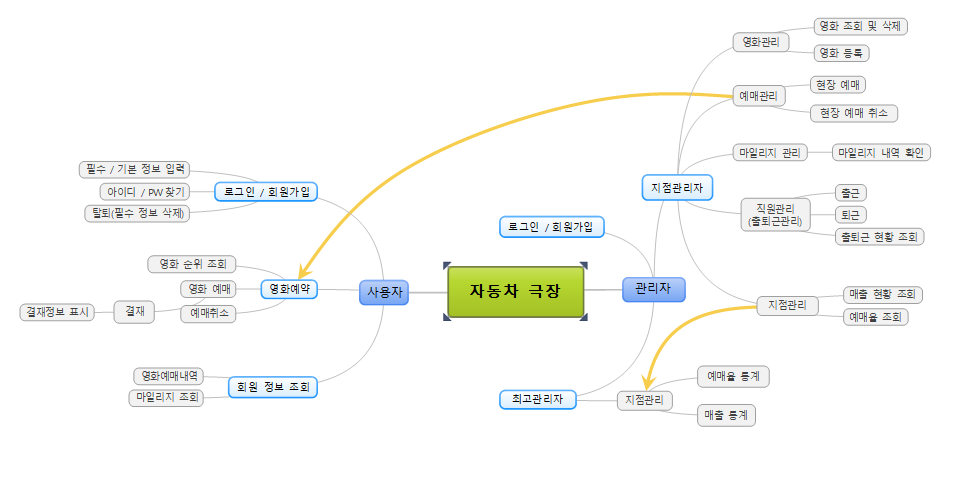 자동차 극장
사용자
로그인 / 회원가입
필수 / 기본 정보 입력
아이디 / PW 찾기
탈퇴(필수 정보 삭제)
영화예약
영화 순위 조회
영화 예매
예매취소
결재
결재정보 표시
회원 정보 조회
영화예매내역
마일리지 조회
관리자
로그인 / 회원가입
지점관리자
영화관리
영화 조회 및 삭제
영화 등록
예매관리
현장 예매
현장 예매 취소
마일리지 관리
마일리지 내역 확인
직원관리
(출퇴근관리)
출근
퇴근
출퇴근 현황 조회
지점관리
매출 현황 조회
예매율 조회
최고관리자
지점관리
예매율 통계
매출 통계